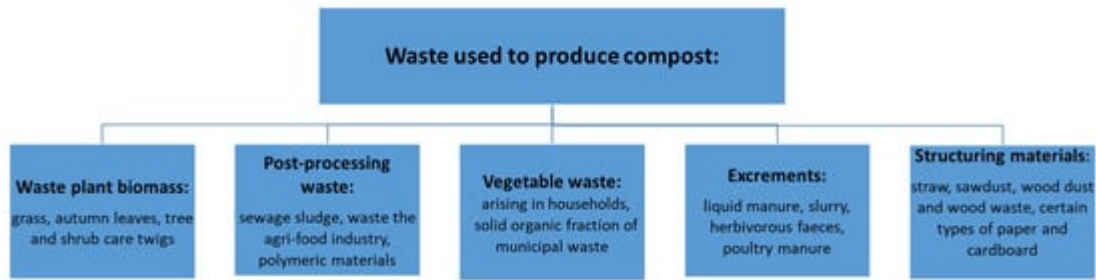 Waste used to produce compost:
Waste plant biomass:
grass, autumn leaves, tree
and shrub care twigs
Post-processing
waste:
sewage sludge, waste the
agri-food industry,
polymeric materials
Vegetable waste:
arising in households,
solid organic fraction of
municipal waste
Excrements:
liquid manure, slurry,
herbivorous faeces,
poultry manure
Structuring materials:
straw, sawdust, wood dust
and wood waste, certain
types of paper and
cardboard